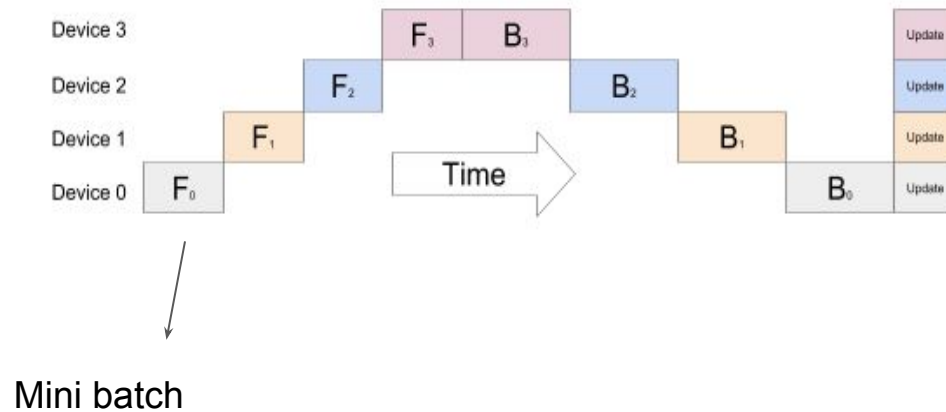 Device 3 F₃ B₃ Update
Device 2 F₂ B₂ Update
Device 1 F₁ B₁ Update
Device 0 F₀ Time B₀ Update
Mini batch